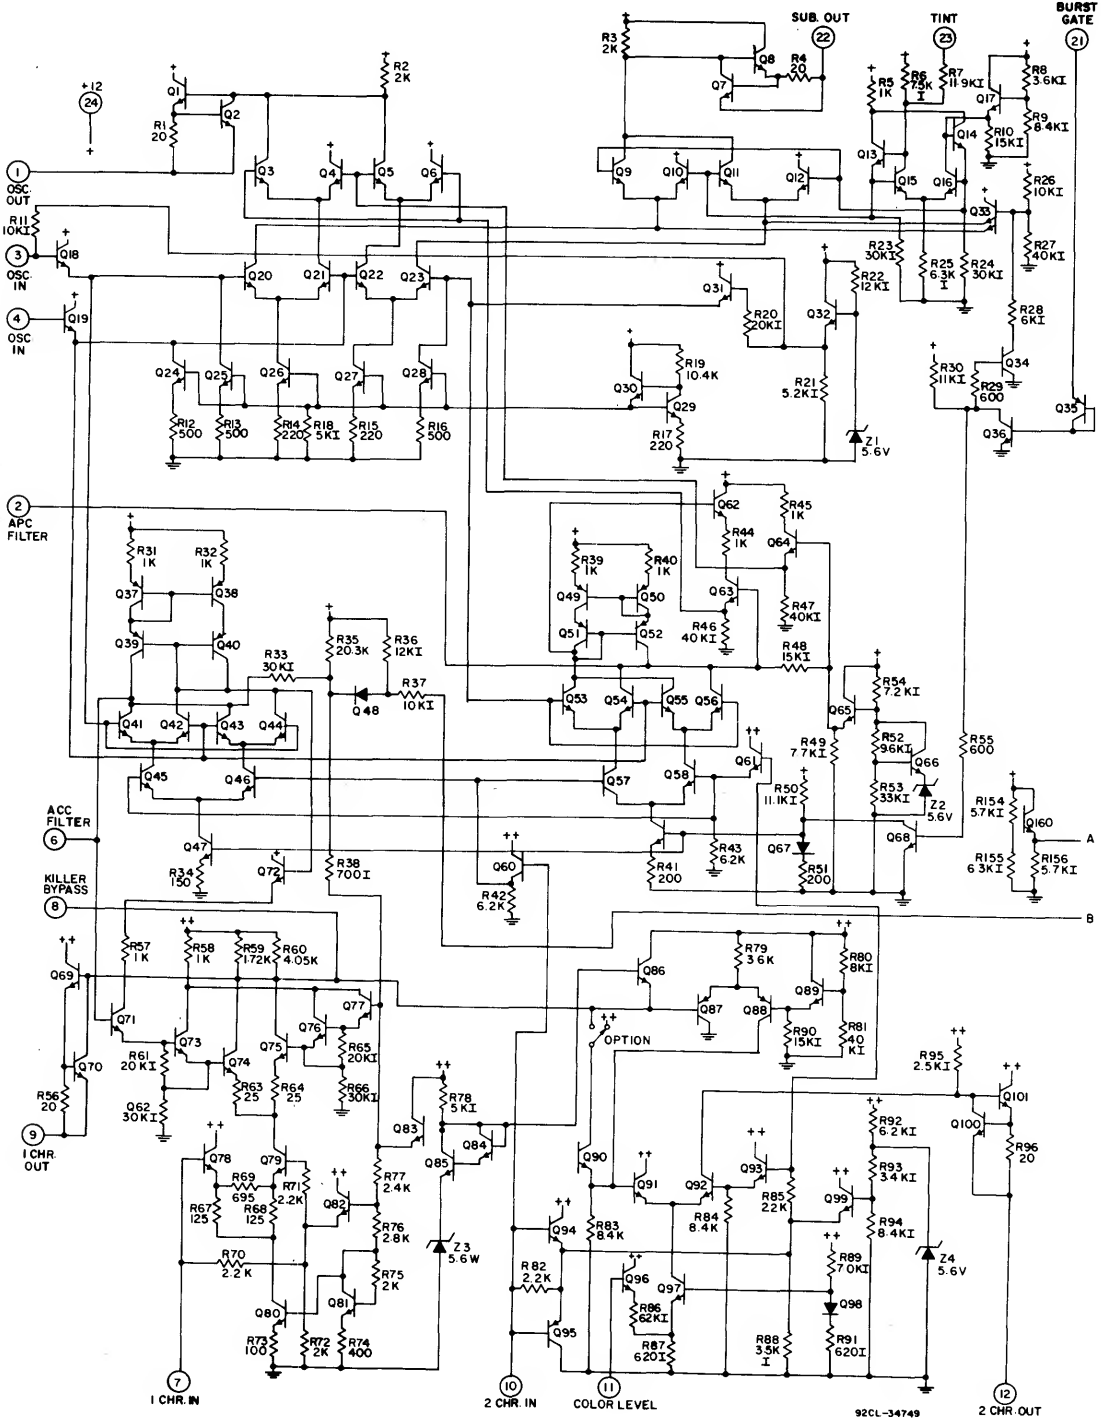 BURST
GATE
21
SUB. OUT
22
TINT
23
R3
2K
Q8
R4
20
Q7
R2
2K
+12
24
Q1
Q2
R1
20
R5
1K
R6
7.5K
I
R7
11.9KI
Q17
R8
3.6KI
R9
8.4KI
R10
15KI
Q14
Q13
Q15
Q16
1
OSC.
OUT
Q3
Q4
Q5
Q6
Q9
Q10
Q11
Q12
Q33
R26
10KI
R27
40KI
R11
10KI
Q18
3
OSC
IN
Q20
Q21
Q22
Q23
R23
30KI
R25
6.3K
I
R24
30KI
Q31
R20
20KI
Q32
R22
12KI
R28
6KI
4
OSC
IN
Q19
Q24
Q25
Q26
Q27
Q28
Q30
R19
10.4K
Q29
R21
5.2KI
R30
11KI
R29
600
Q34
Q35
Q36
R12
500
R13
500
R14
220
R18
5KI
R15
220
R16
500
R17
220
Z1
5.6V
2
APC
FILTER
Q62
R45
1K
R44
1K
Q64
R31
1K
R32
1K
R39
1K
R40
1K
Q37
Q38
Q49
Q50
Q63
R47
40KI
R46
40KI
Q39
Q40
Q51
Q52
R35
20.3K
R36
12KI
R33
30KI
R37
10KI
Q48
R48
15KI
R54
7.2KI
Q65
Q41
Q42
Q43
Q44
Q53
Q54
Q55
Q56
R49
7.7KI
R52
9.6KI
Q66
R55
600
Q45
Q46
Q57
Q58
Q61
R50
11.1KI
R53
33KI
Z2
5.6V
R154
5.7KI
Q160
A
ACC
FILTER
6
Q47
Q72
R38
700I
Q60
R43
6.2K
Q67
Q68
R34
150
R42
6.2K
R41
200
R51
200
R155
6.3KI
R156
5.7KI
KILLER
BYPASS
8
B
R57
1K
R58
1K
R59
1.72K
R60
4.05K
Q69
Q86
R79
3.6K
R80
8KI
Q77
Q76
Q87
Q88
Q89
Q71
Q73
Q74
Q75
R65
20KI
OPTION
R90
15KI
R81
40
KI
Q70
R61
20KI
R63
25
R64
25
R66
30KI
R56
20
Q62
30KI
R78
5KI
R95
2.5KI
Q101
9
1 CHR.
OUT
Q83
Q84
Q85
Q100
R92
6.2KI
R96
20
Q78
Q79
R77
2.4K
Q90
Q91
Q92
Q93
R93
3.4KI
R69
695
R71
2.2K
Q82
R67
125
R68
125
R76
2.8K
R83
8.4K
R84
8.4K
R85
22K
Q99
R94
8.4KI
Q94
R70
2.2K
R75
2K
Z3
5.6W
R82
2.2K
Q96
Q97
R89
7.0KI
Z4
5.6V
Q80
Q81
R86
62KI
Q98
R73
100
R72
2K
R74
400
Q95
R87
620I
R88
3.5K
I
R91
620I
7
1 CHR. IN
10
2 CHR. IN
11
COLOR LEVEL
12
2 CHR. OUT
92CL-34749